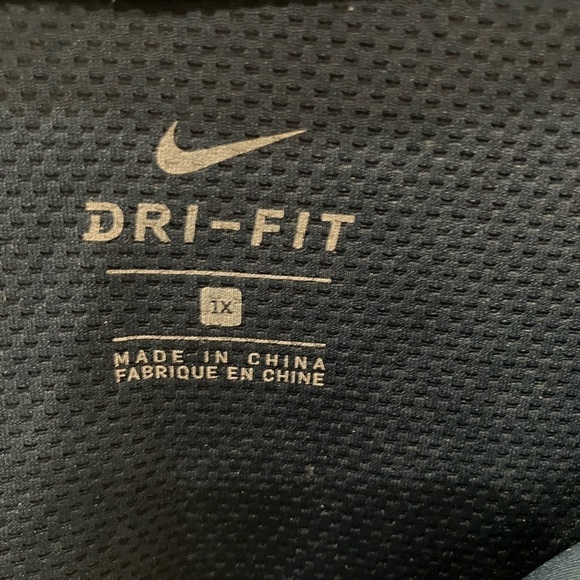 DRI-FIT
1X
MADE IN CHINA
FABRIQUE EN CHINE